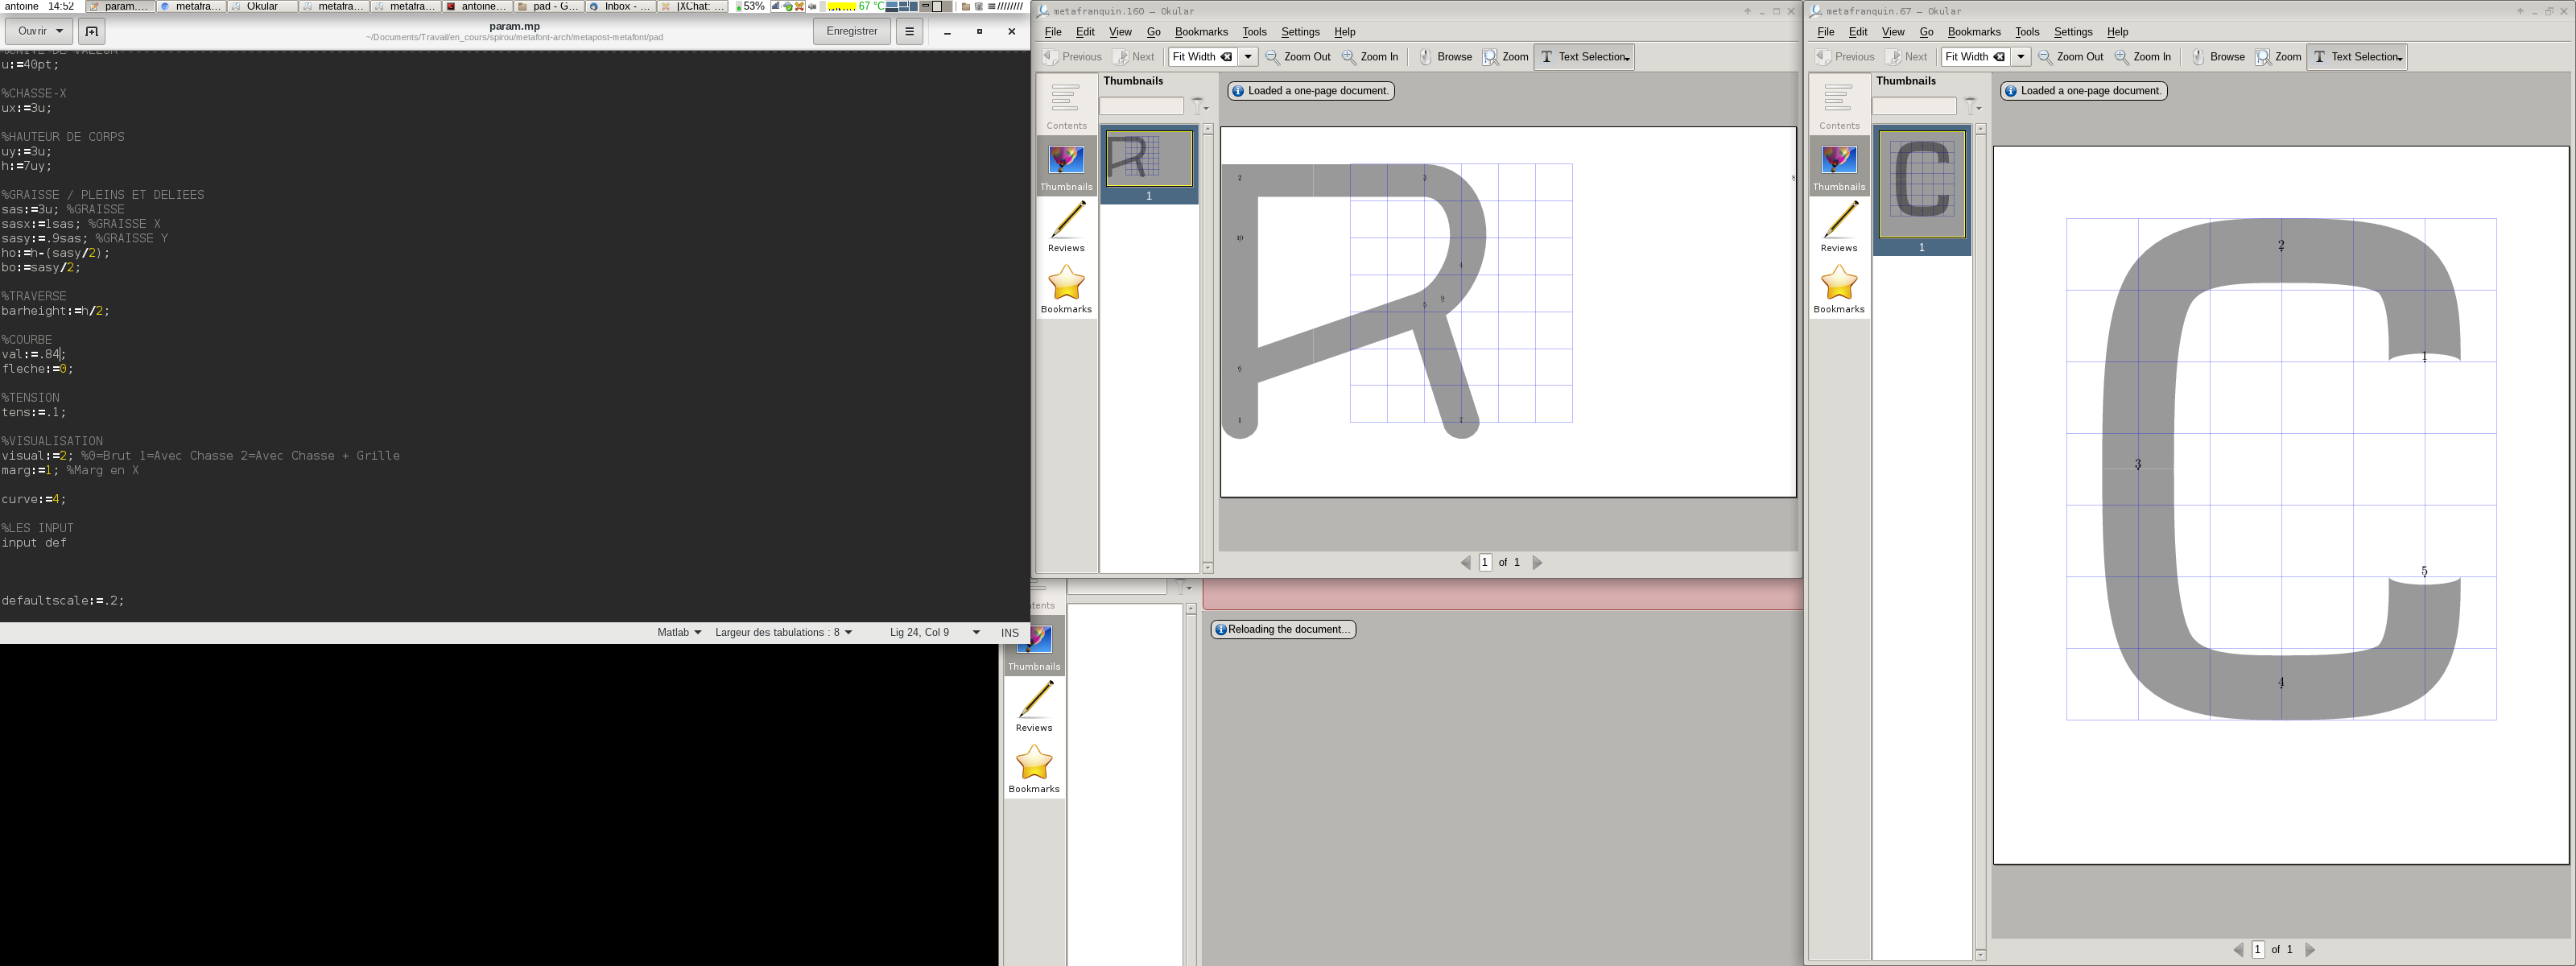 antoine 14:52 param.... metafra... Okular metafra... metafra... antoine... pad - G... Inbox - ... |XChat: ... 53% 67 °C ////////
Ouvrir
param.mp
~/Documents/Travail/en_cours/spirou/metafont-arch/metapost-metafont/pad
Enregistrer
u:=40pt;
%CHASSE-X
ux:=3u;
%HAUTEUR DE CORPS
uy:=3u;
h:=7uy;
%GRAISSE / PLEINS ET DELIEES
sas:=3u; %GRAISSE
sasx:=1sas; %GRAISSE X
sasy:=.9sas; %GRAISSE Y
ho:=h-(sasy/2);
bo:=sasy/2;
%TRAVERSE
barheight:=h/2;
%COURBE
val:=.84;
fleche:=0;
%TENSION
tens:=.1;
%VISUALISATION
visual:=2; %0=Brut 1=Avec Chasse 2=Avec Chasse + Grille
marg:=1; %Marg en X
curve:=4;
%LES INPUT
input def
defaultscale:=.2;
Matlab Largeur des tabulations : 8 Lig 24, Col 9 INS
metafranquin.160 – Okular
File Edit View Go Bookmarks Tools Settings Help
Previous Next Fit Width Zoom Out Zoom In Browse Zoom Text Selection
Thumbnails
Loaded a one-page document.
Contents
Thumbnails
1
Reviews
Bookmarks
2
3
10
4
9
5
6
1
7
1 of 1
Reloading the document...
Thumbnails
Reviews
Bookmarks
metafranquin.67 – Okular
File Edit View Go Bookmarks Tools Settings Help
Previous Next Fit Width Zoom Out Zoom In Browse Zoom Text Selection
Thumbnails
Loaded a one-page document.
Contents
Thumbnails
1
Reviews
Bookmarks
2
1
3
5
4
1 of 1